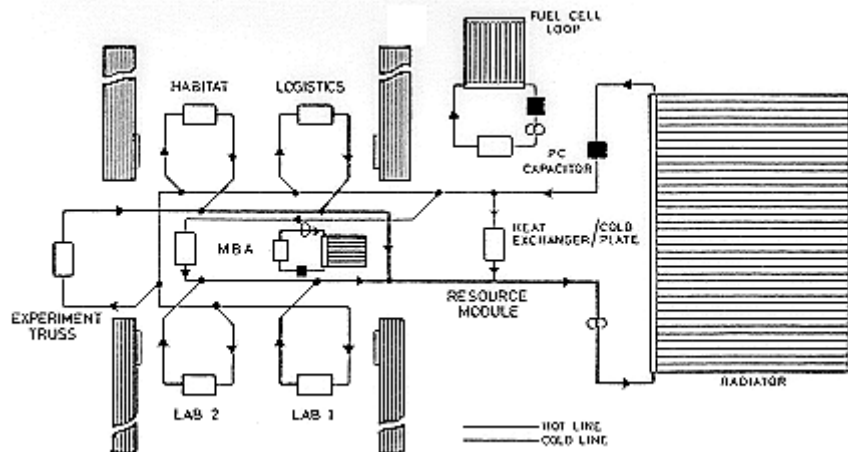 FUEL CELL
LOOP
HABITAT
LOGISTICS
PC
CAPACITOR
MBA
HEAT
EXCHANGER/COLD
PLATE
EXPERIMENT
TRUSS
RESOURCE
MODULE
RADIATOR
LAB 2
LAB 1
HOT LINE
COLD LINE